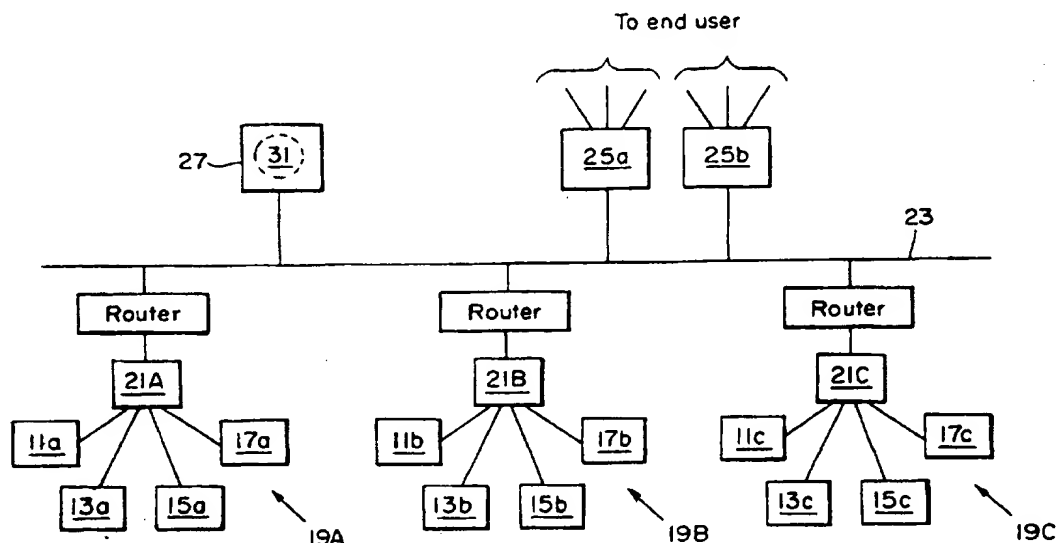 To end user
27
31
25a
25b
23
Router
Router
Router
21A
21B
21C
11a
17a
11b
17b
11c
17c
13a
15a
13b
15b
13c
15c
19A
19B
19C